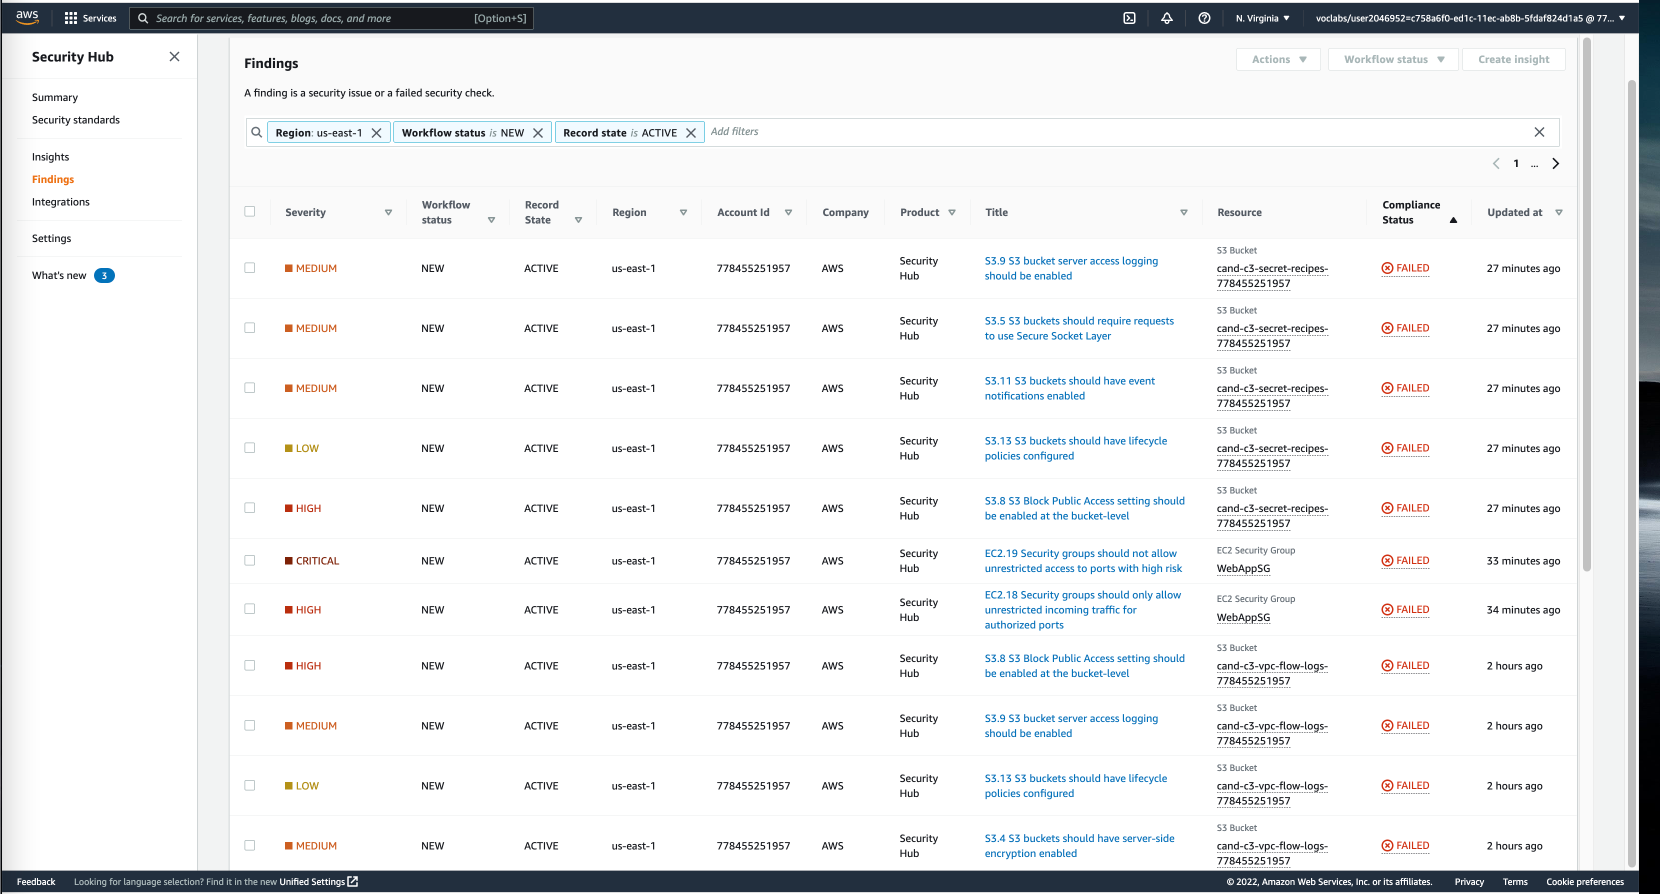 aws
Services
Search for services, features, blogs, docs, and more
[Option+S]
N. Virginia
voclabs/user2046952=c758a6f0-ed1c-11ec-ab8b-5fdaf824d1a5 @ 77...
Security Hub
Summary
Security standards
Insights
Findings
Integrations
Settings
What's new 3
Findings
Actions
Workflow status
Create insight
A finding is a security issue or a failed security check.
Region: us-east-1
Workflow status is NEW
Record state is ACTIVE
Add filters
1 ...
Severity
Workflow
status
Record
State
Region
Account Id
Company
Product
Title
Resource
Compliance
Status
Updated at
MEDIUM
NEW
ACTIVE
us-east-1
778455251957
AWS
Security
Hub
S3.9 S3 bucket server access logging
should be enabled
S3 Bucket
cand-c3-secret-recipes-
778455251957
FAILED
27 minutes ago
MEDIUM
NEW
ACTIVE
us-east-1
778455251957
AWS
Security
Hub
S3.5 S3 buckets should require requests
to use Secure Socket Layer
S3 Bucket
cand-c3-secret-recipes-
778455251957
FAILED
27 minutes ago
MEDIUM
NEW
ACTIVE
us-east-1
778455251957
AWS
Security
Hub
S3.11 S3 buckets should have event
notifications enabled
S3 Bucket
cand-c3-secret-recipes-
778455251957
FAILED
27 minutes ago
LOW
NEW
ACTIVE
us-east-1
778455251957
AWS
Security
Hub
S3.13 S3 buckets should have lifecycle
policies configured
S3 Bucket
cand-c3-secret-recipes-
778455251957
FAILED
27 minutes ago
HIGH
NEW
ACTIVE
us-east-1
778455251957
AWS
Security
Hub
S3.8 S3 Block Public Access setting should
be enabled at the bucket-level
S3 Bucket
cand-c3-secret-recipes-
778455251957
FAILED
27 minutes ago
CRITICAL
NEW
ACTIVE
us-east-1
778455251957
AWS
Security
Hub
EC2.19 Security groups should not allow
unrestricted access to ports with high risk
EC2 Security Group
WebAppSG
FAILED
33 minutes ago
HIGH
NEW
ACTIVE
us-east-1
778455251957
AWS
Security
Hub
EC2.18 Security groups should only allow
unrestricted incoming traffic for
authorized ports
EC2 Security Group
WebAppSG
FAILED
34 minutes ago
HIGH
NEW
ACTIVE
us-east-1
778455251957
AWS
Security
Hub
S3.8 S3 Block Public Access setting should
be enabled at the bucket-level
S3 Bucket
cand-c3-vpc-flow-logs-
778455251957
FAILED
2 hours ago
MEDIUM
NEW
ACTIVE
us-east-1
778455251957
AWS
Security
Hub
S3.9 S3 bucket server access logging
should be enabled
S3 Bucket
cand-c3-vpc-flow-logs-
778455251957
FAILED
2 hours ago
LOW
NEW
ACTIVE
us-east-1
778455251957
AWS
Security
Hub
S3.13 S3 buckets should have lifecycle
policies configured
S3 Bucket
cand-c3-vpc-flow-logs-
778455251957
FAILED
2 hours ago
MEDIUM
NEW
ACTIVE
us-east-1
778455251957
AWS
Security
Hub
S3.4 S3 buckets should have server-side
encryption enabled
S3 Bucket
cand-c3-vpc-flow-logs-
778455251957
FAILED
2 hours ago
Feedback
Looking for language selection? Find it in the new Unified Settings
© 2022, Amazon Web Services, Inc. or its affiliates.
Privacy
Terms
Cookie preferences